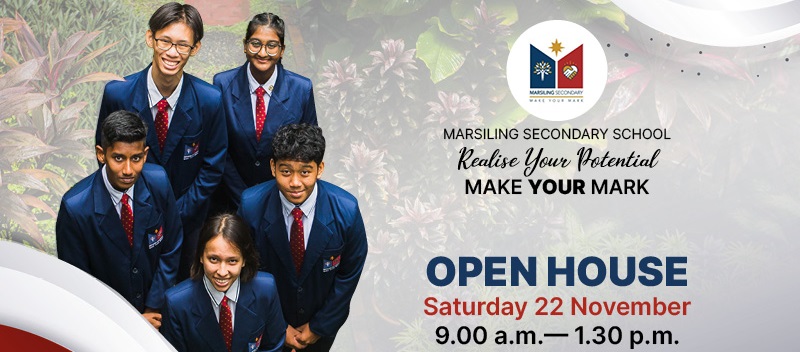 MARSILING SECONDARY
MAKE YOUR MARK
MARSILING SECONDARY SCHOOL
Realise Your Potential
MAKE YOUR MARK
OPEN HOUSE
Saturday 22 November
9.00 a.m.— 1.30 p.m.